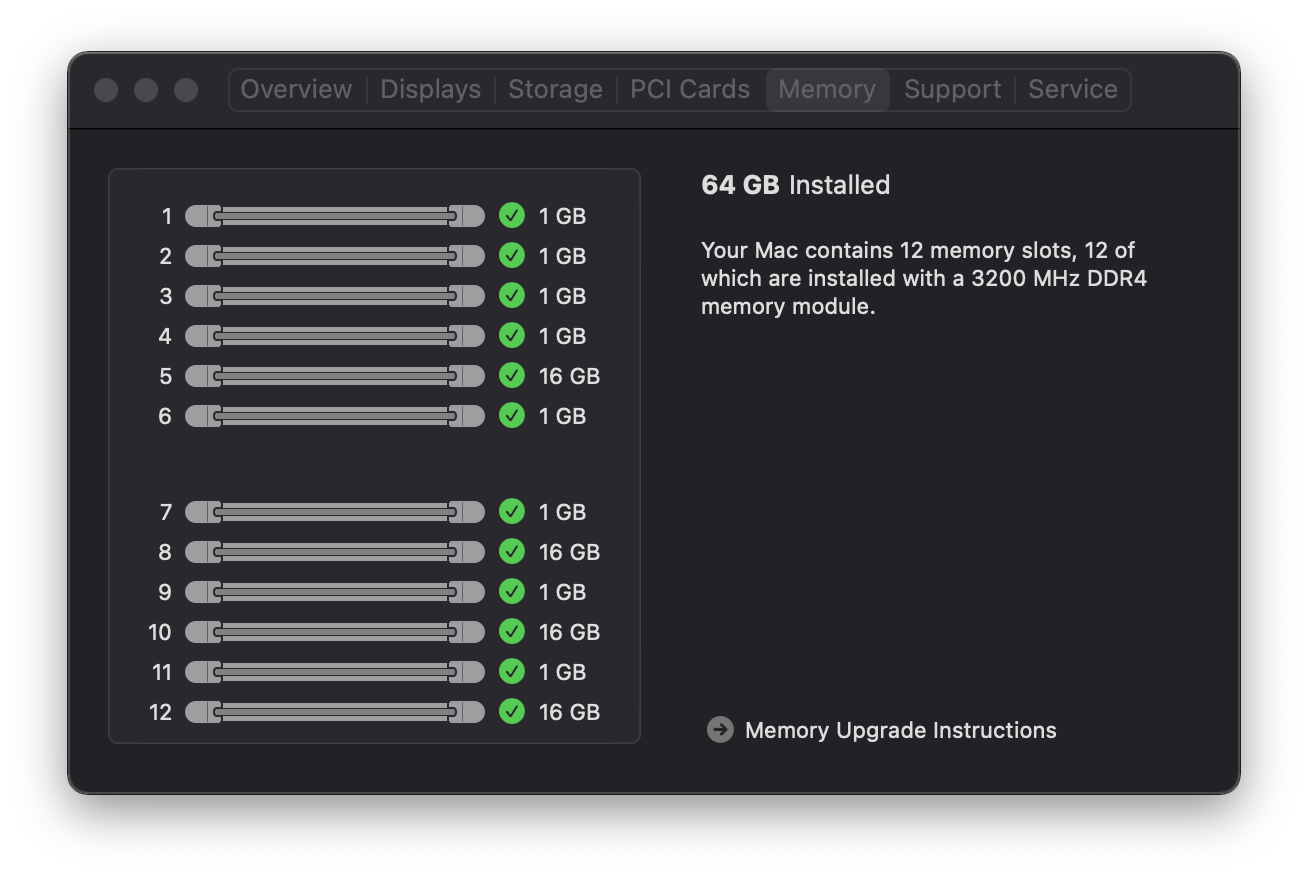 Overview Displays Storage PCI Cards Memory Support Service
1 1 GB
2 1 GB
3 1 GB
4 1 GB
5 16 GB
6 1 GB
7 1 GB
8 16 GB
9 1 GB
10 16 GB
11 1 GB
12 16 GB
64 GB Installed
Your Mac contains 12 memory slots, 12 of
which are installed with a 3200 MHz DDR4
memory module.
Memory Upgrade Instructions